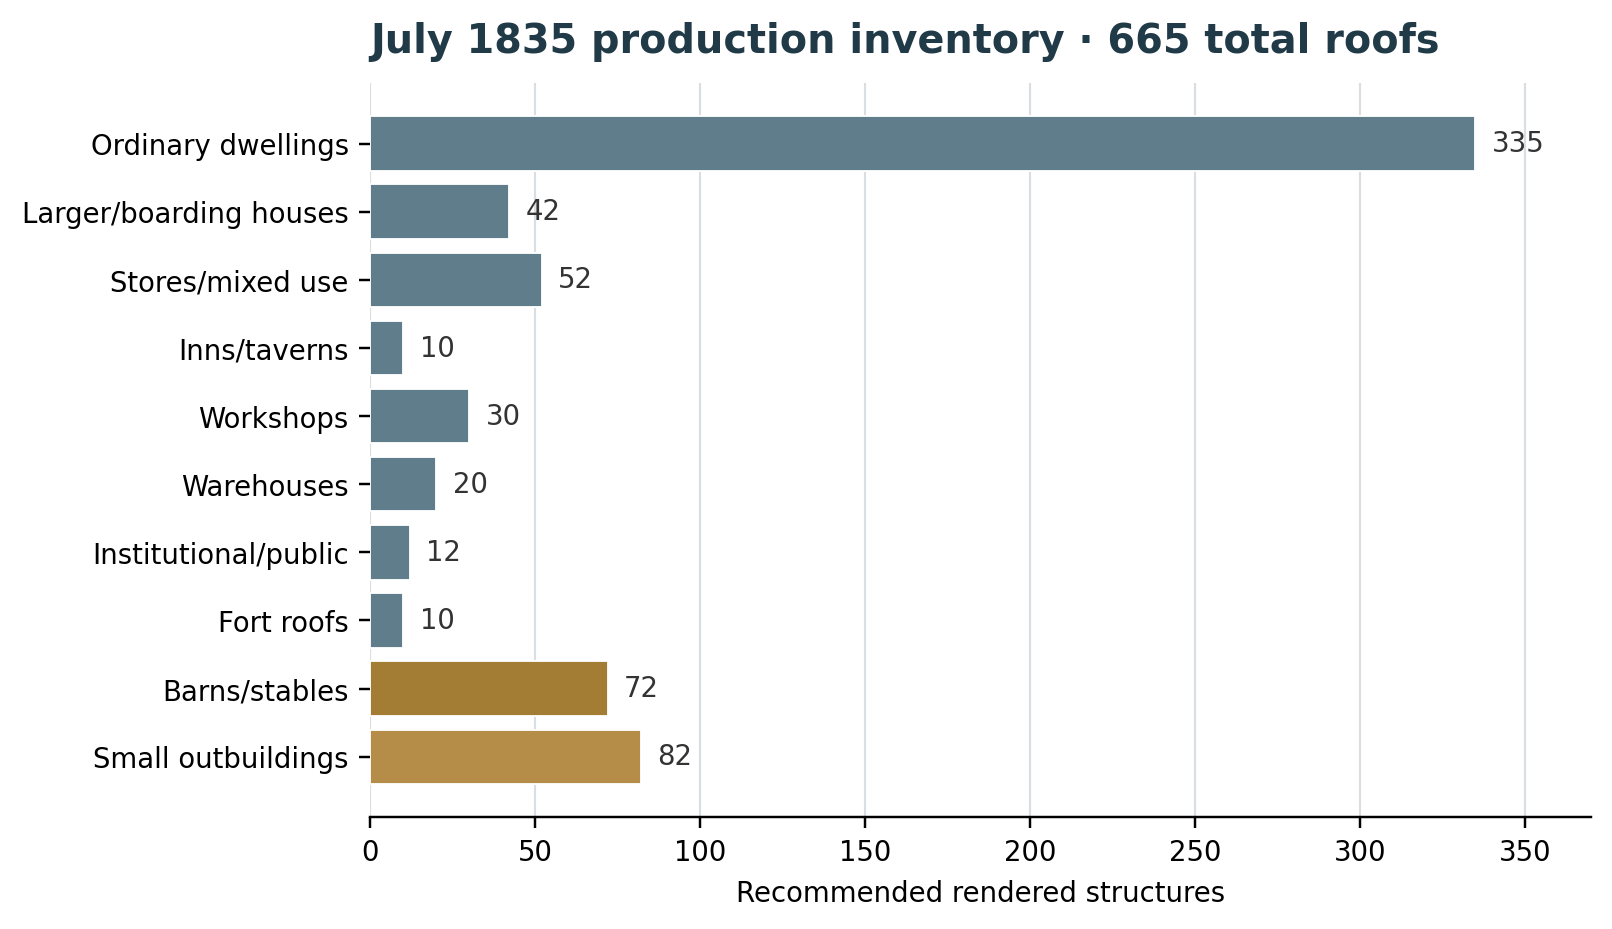 July 1835 production inventory · 665 total roofs
Ordinary dwellings 335
Larger/boarding houses 42
Stores/mixed use 52
Inns/taverns 10
Workshops 30
Warehouses 20
Institutional/public 12
Fort roofs 10
Barns/stables 72
Small outbuildings 82
0 50 100 150 200 250 300 350
Recommended rendered structures